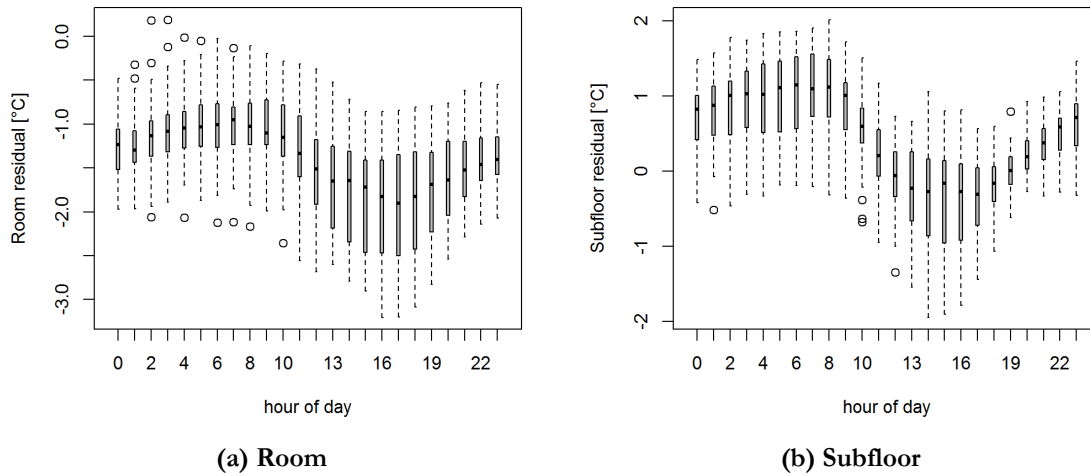 Room residual [°C]
0.0
-1.0
-2.0
-3.0
0 2 4 6 8 10 13 16 19 22
hour of day
(a) Room
Subfloor residual [°C]
2
1
0
-1
-2
0 2 4 6 8 10 13 16 19 22
hour of day
(b) Subfloor